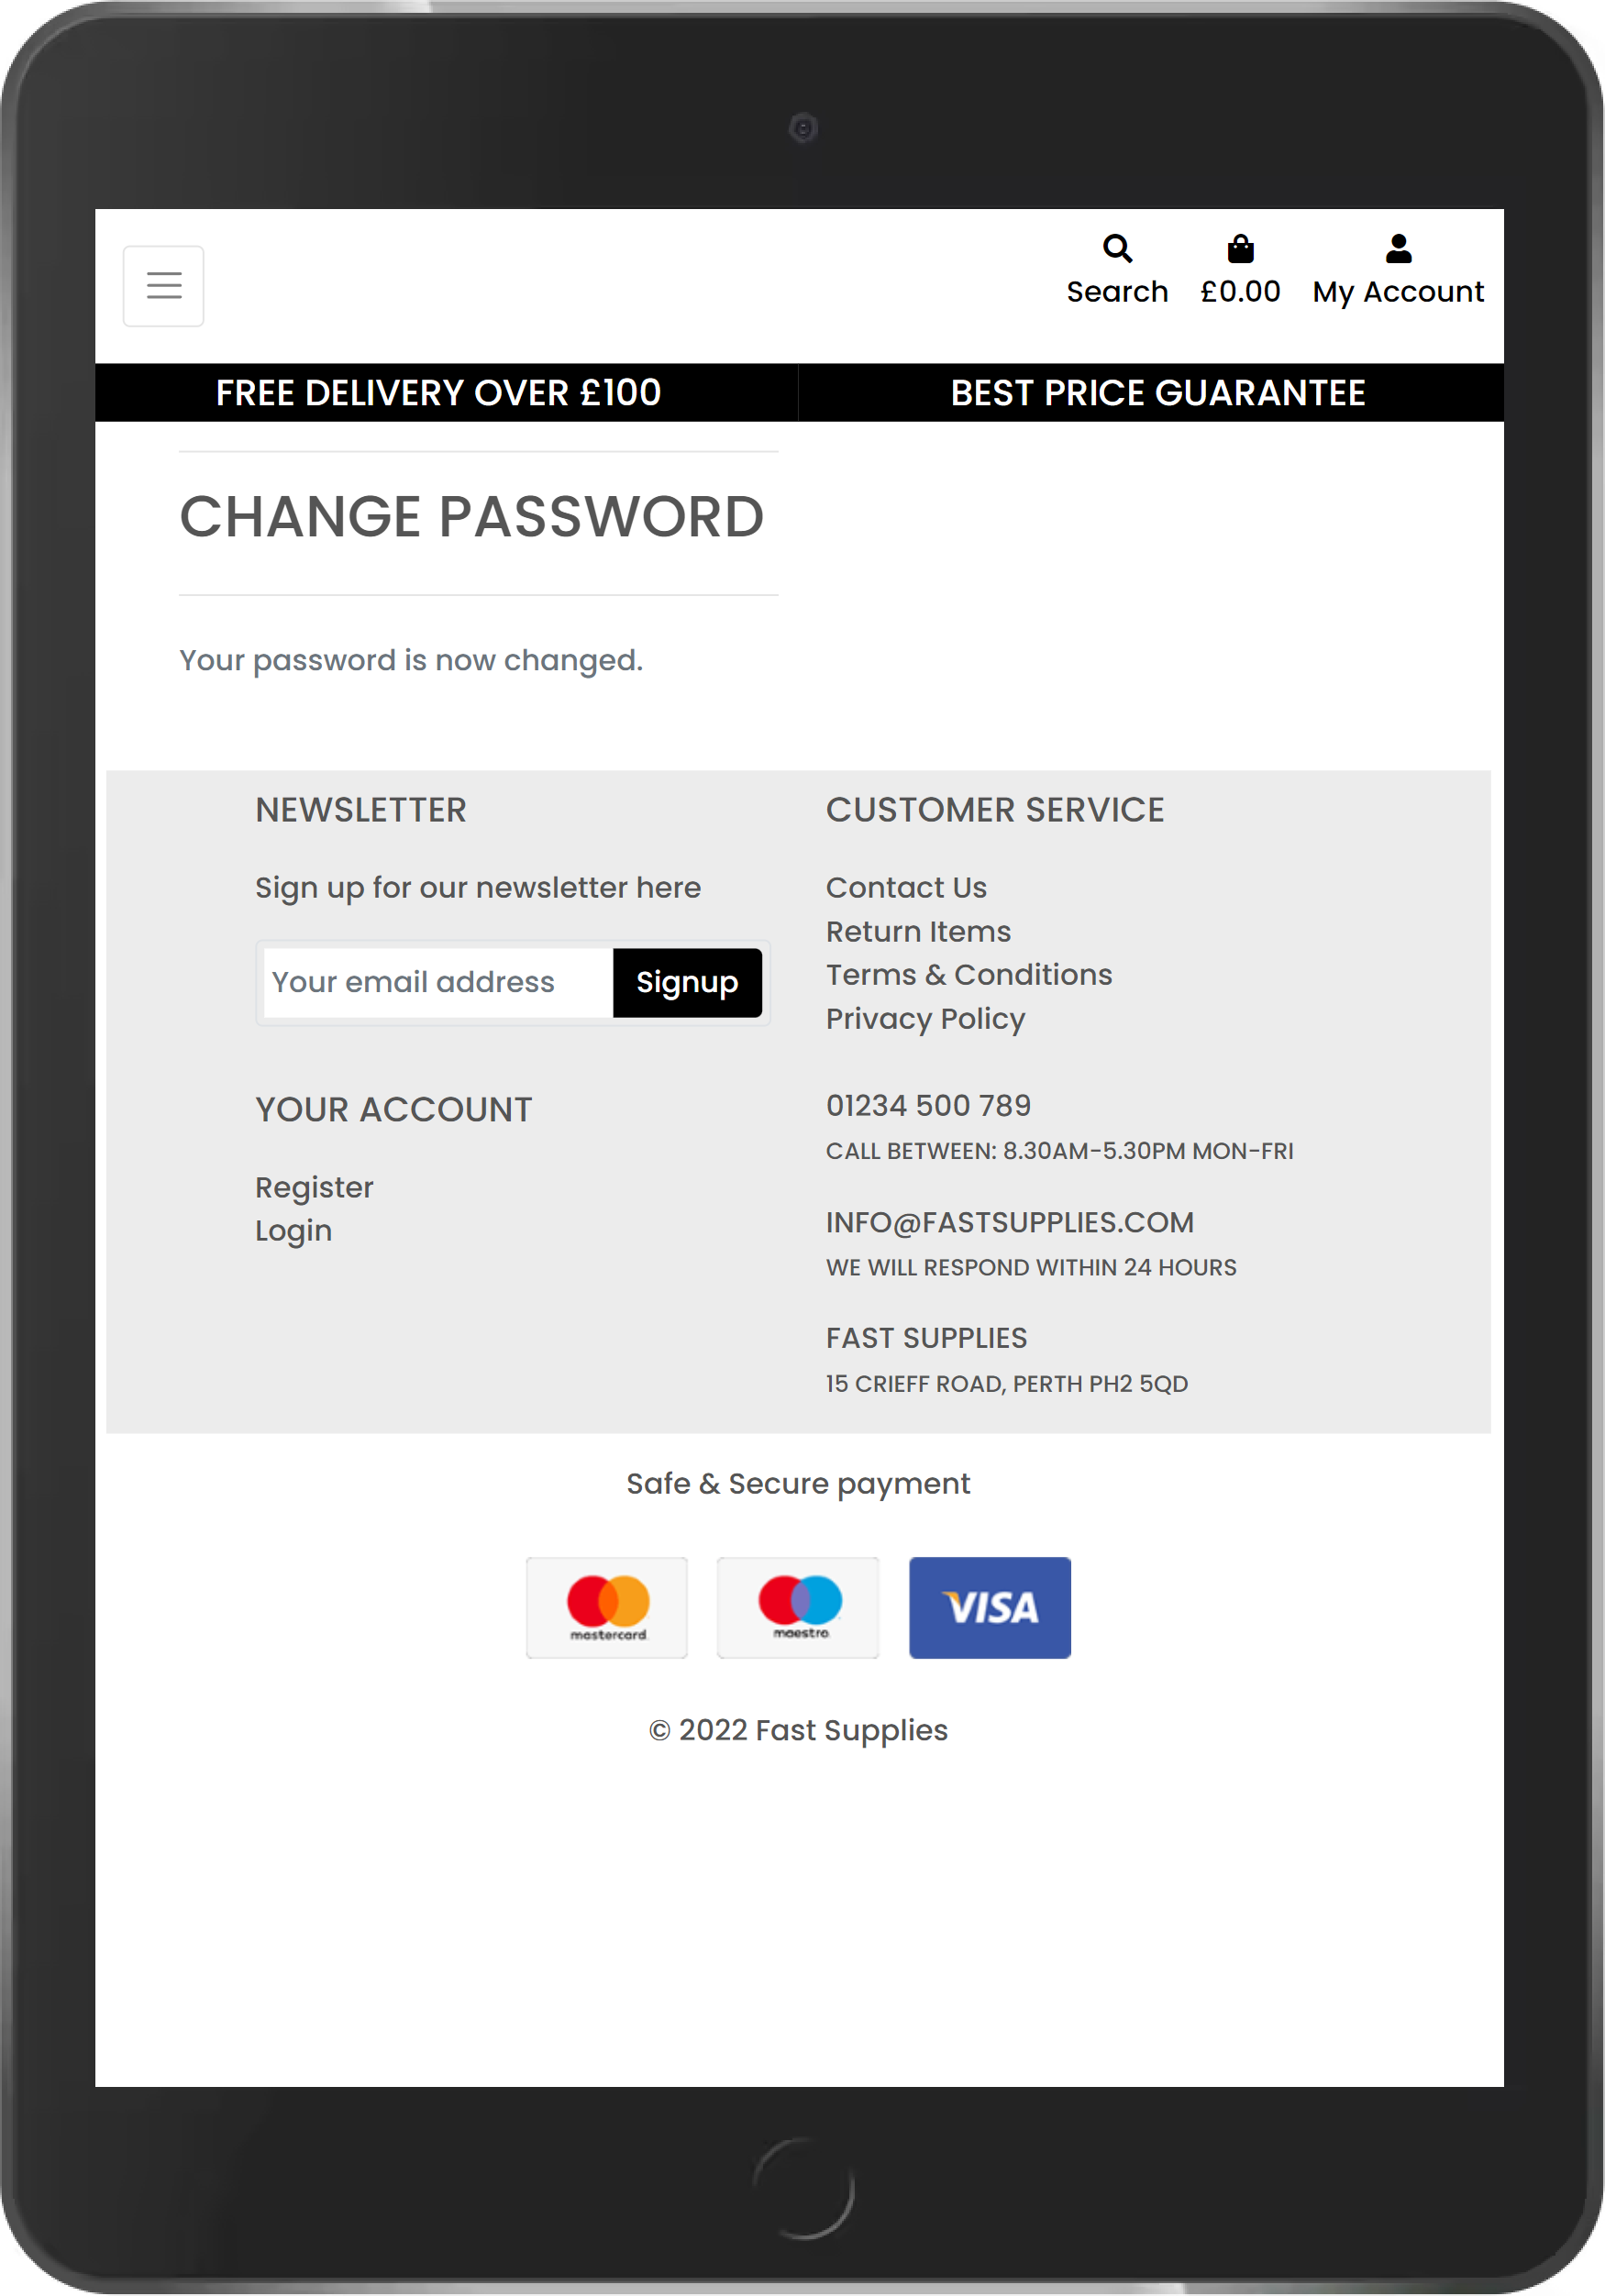 Search £0.00 My Account
FREE DELIVERY OVER £100 BEST PRICE GUARANTEE
CHANGE PASSWORD
Your password is now changed.
NEWSLETTER
Sign up for our newsletter here
Your email address Signup
YOUR ACCOUNT
Register
Login
CUSTOMER SERVICE
Contact Us
Return Items
Terms & Conditions
Privacy Policy
01234 500 789
CALL BETWEEN: 8.30AM-5.30PM MON-FRI
INFO@FASTSUPPLIES.COM
WE WILL RESPOND WITHIN 24 HOURS
FAST SUPPLIES
15 CRIEFF ROAD, PERTH PH2 5QD
Safe & Secure payment
mastercard maestro VISA
© 2022 Fast Supplies